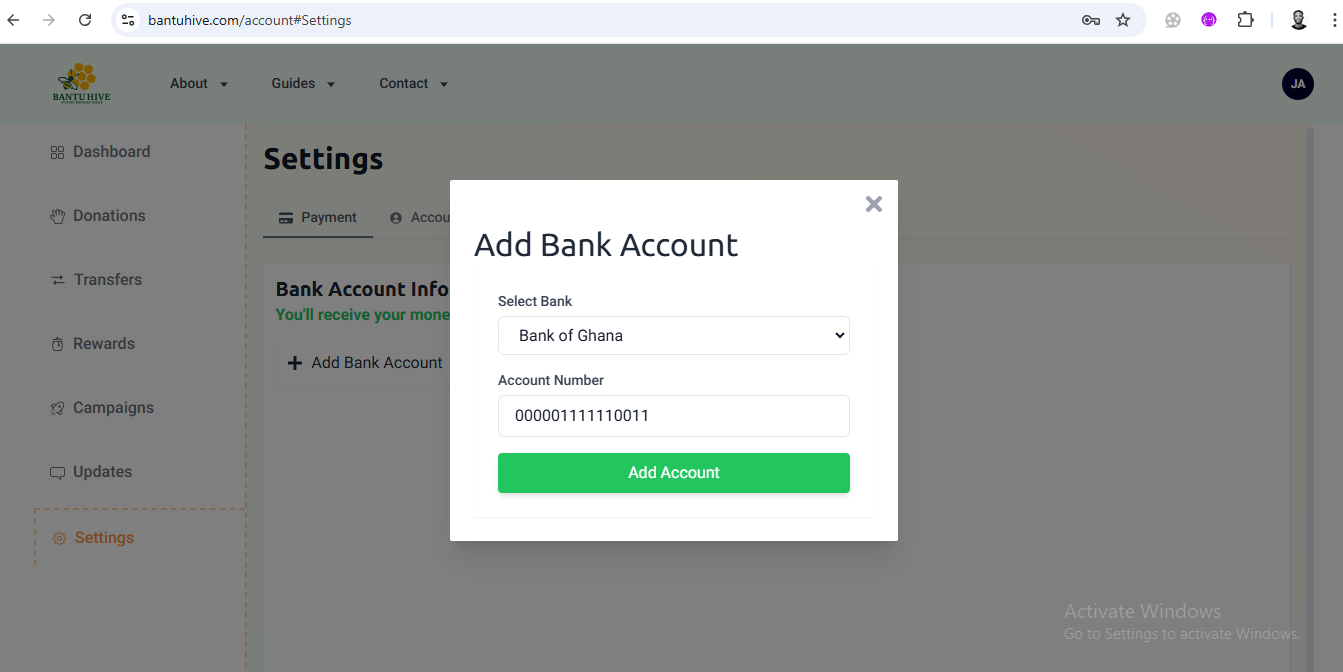 bantuhive.com/account#Settings
BANTU HIVE
About
Guides
Contact
JA
Dashboard
Donations
Transfers
Rewards
Campaigns
Updates
Settings
Settings
Payment
Accou
Bank Account Info
You'll receive your mone
Add Bank Account
Add Bank Account
Select Bank
Bank of Ghana
Account Number
000001111110011
Add Account
Activate Windows
Go to Settings to activate Windows.